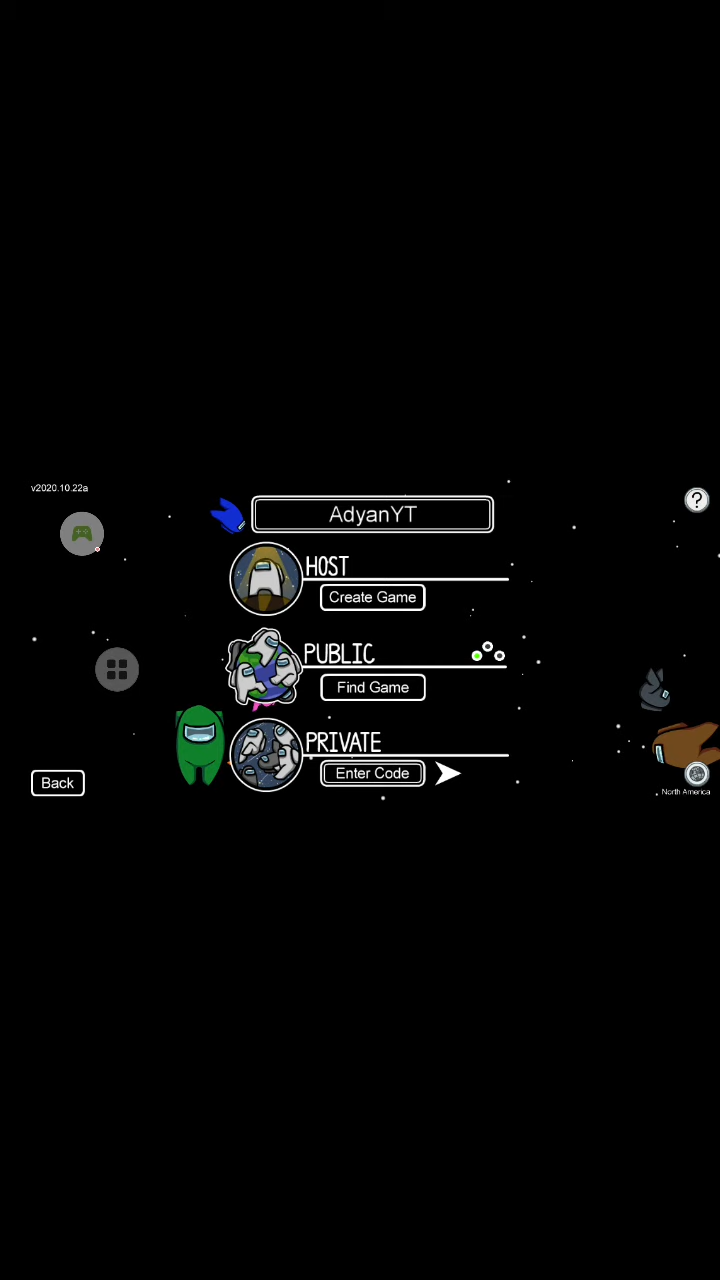 v2020.10.22a
AdyanYT
?
HOST
Create Game
PUBLIC
Find Game
PRIVATE
Enter Code
Back
North America